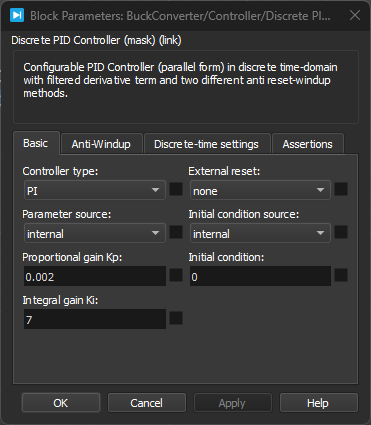 Block Parameters: BuckConverter/Controller/Discrete PI...
Discrete PID Controller (mask) (link)
Configurable PID Controller (parallel form) in discrete time-domain
with filtered derivative term and two different anti reset-windup
methods.
Basic Anti-Windup Discrete-time settings Assertions
Controller type: External reset:
PI none
Parameter source: Initial condition source:
internal internal
Proportional gain Kp: Initial condition:
0.002 0
Integral gain Ki:
7
OK Cancel Apply Help